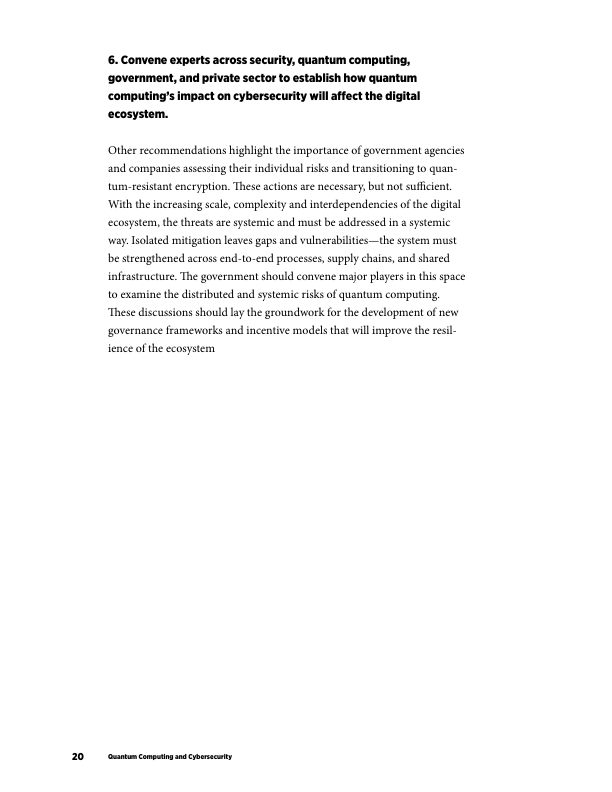 6. Convene experts across security, quantum computing,
government, and private sector to establish how quantum
computing’s impact on cybersecurity will affect the digital
ecosystem.
Other recommendations highlight the importance of government agencies
and companies assessing their individual risks and transitioning to quan-
tum-resistant encryption. These actions are necessary, but not sufficient.
With the increasing scale, complexity and interdependencies of the digital
ecosystem, the threats are systemic and must be addressed in a systemic
way. Isolated mitigation leaves gaps and vulnerabilities—the system must
be strengthened across end-to-end processes, supply chains, and shared
infrastructure. The government should convene major players in this space
to examine the distributed and systemic risks of quantum computing.
These discussions should lay the groundwork for the development of new
governance frameworks and incentive models that will improve the resil-
ience of the ecosystem
20 Quantum Computing and Cybersecurity